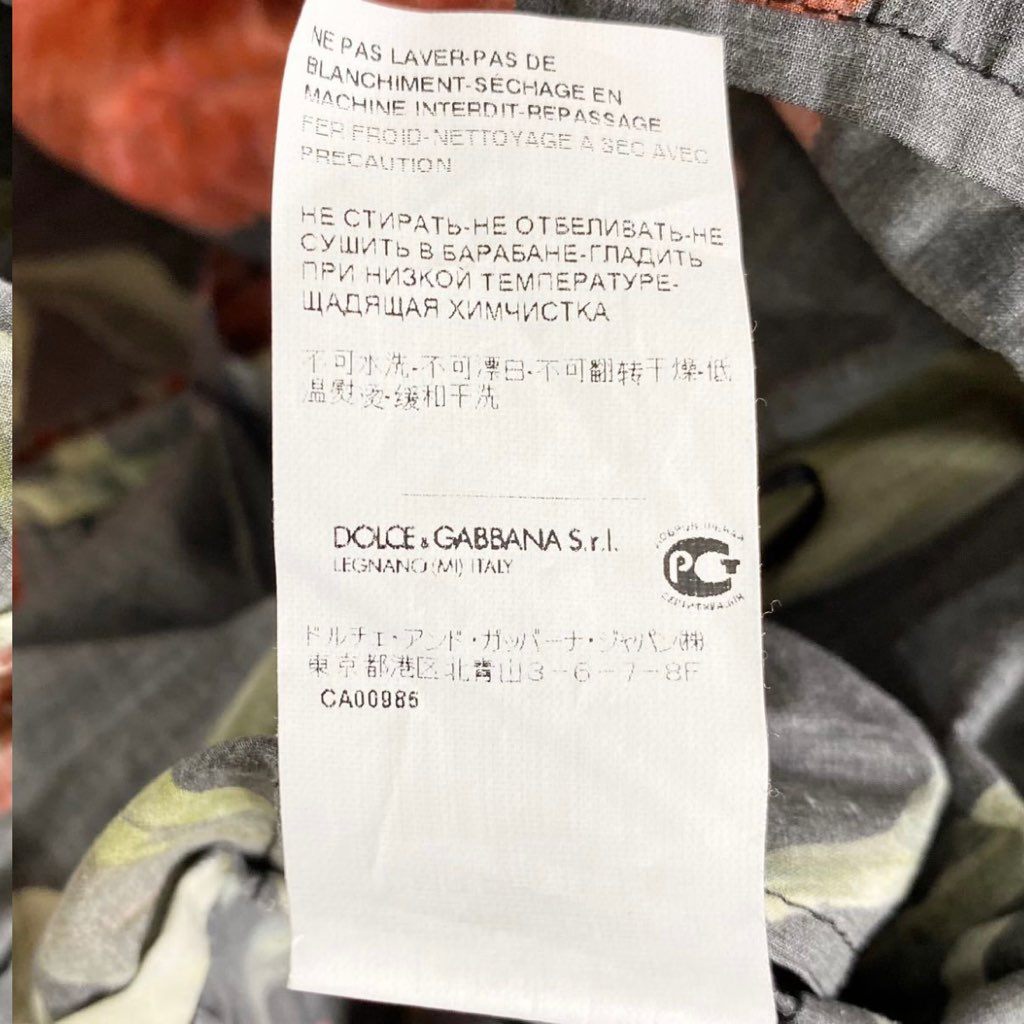 NE PAS LAVER-PAS DE
BLANCHIMENT-SÉCHAGE EN
MACHINE INTERDIT-REPASSAGE
FER FROID-NETTOYAGE A SEC AVEC
PRECAUTION
НЕ СТИРАТЬ-НЕ ОТБЕЛИВАТЬ-НЕ
СУШИТЬ В БАРАБАНЕ-ГЛАДИТЬ
ПРИ НИЗКОЙ ТЕМПЕРАТУРЕ-
ЩАДЯЩАЯ ХИМЧИСТКА
不可水洗-不可漂白-不可翻转干燥-低
温熨烫-缓和干洗
DOLCE & GABBANA S.r.l.
LEGNANO (MI) ITALY
РСТ
ドルチェ・アンド・ガッバーナ・ジャパン(株)
東京都港区北青山3-6-7-8F
CA00985